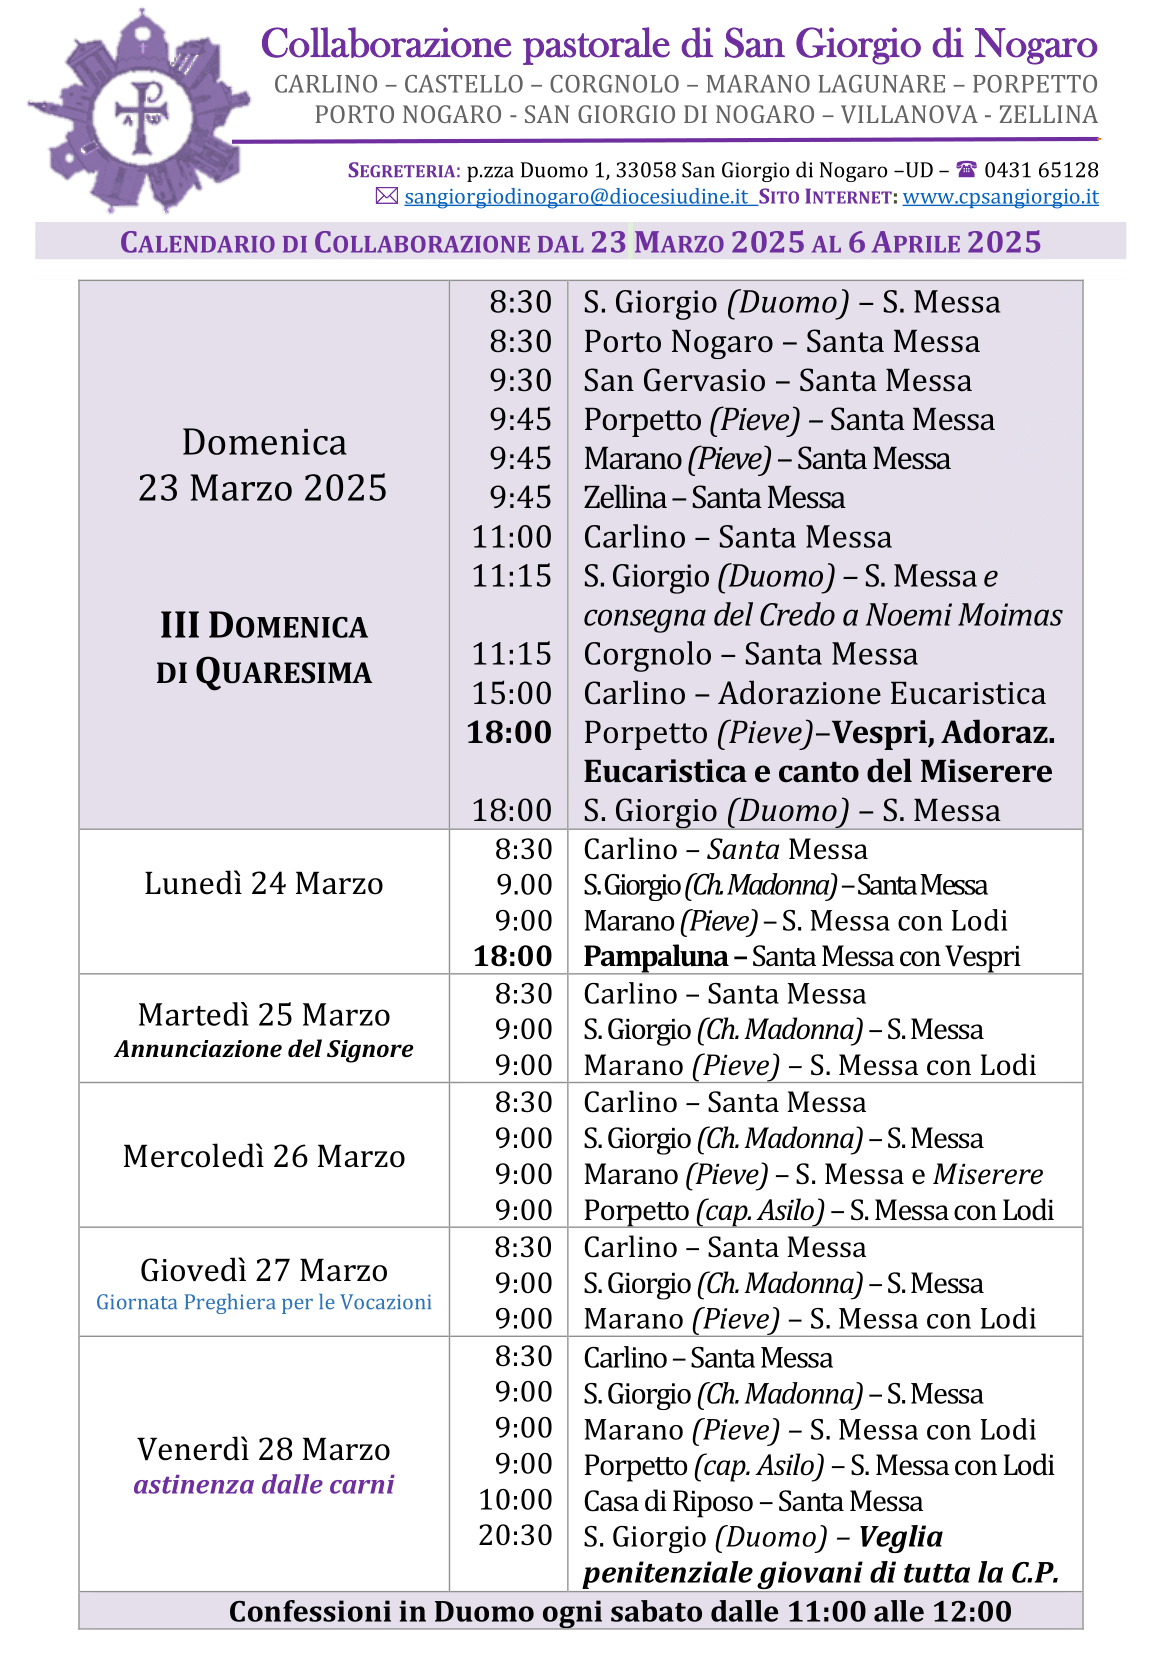 Collaborazione pastorale di San Giorgio di Nogaro
CARLINO – CASTELLO – CORGNOLO – MARANO LAGUNARE – PORPETTO
PORTO NOGARO - SAN GIORGIO DI NOGARO – VILLANOVA - ZELLINA
SEGRETERIA: p.zza Duomo 1, 33058 San Giorgio di Nogaro –UD – ☎ 0431 65128
✉ sangiorgiodinogaro@diocesiudine.it SITO INTERNET: www.cpsangiorgio.it
CALENDARIO DI COLLABORAZIONE DAL 23 MARZO 2025 AL 6 APRILE 2025
Domenica
23 Marzo 2025
III DOMENICA
DI QUARESIMA
8:30 S. Giorgio (Duomo) – S. Messa
8:30 Porto Nogaro – Santa Messa
9:30 San Gervasio – Santa Messa
9:45 Porpetto (Pieve) – Santa Messa
9:45 Marano (Pieve) – Santa Messa
9:45 Zellina – Santa Messa
11:00 Carlino – Santa Messa
11:15 S. Giorgio (Duomo) – S. Messa e
consegna del Credo a Noemi Moimas
11:15 Corgnolo – Santa Messa
15:00 Carlino – Adorazione Eucaristica
18:00 Porpetto (Pieve)–Vespri, Adoraz.
Eucaristica e canto del Miserere
18:00 S. Giorgio (Duomo) – S. Messa
Lunedì 24 Marzo
8:30 Carlino – Santa Messa
9.00 S. Giorgio (Ch. Madonna) – Santa Messa
9:00 Marano (Pieve) – S. Messa con Lodi
18:00 Pampaluna – Santa Messa con Vespri
Martedì 25 Marzo
Annunciazione del Signore
8:30 Carlino – Santa Messa
9:00 S. Giorgio (Ch. Madonna) – S. Messa
9:00 Marano (Pieve) – S. Messa con Lodi
Mercoledì 26 Marzo
8:30 Carlino – Santa Messa
9:00 S. Giorgio (Ch. Madonna) – S. Messa
9:00 Marano (Pieve) – S. Messa e Miserere
9:00 Porpetto (cap. Asilo) – S. Messa con Lodi
Giovedì 27 Marzo
Giornata Preghiera per le Vocazioni
8:30 Carlino – Santa Messa
9:00 S. Giorgio (Ch. Madonna) – S. Messa
9:00 Marano (Pieve) – S. Messa con Lodi
Venerdì 28 Marzo
astinenza dalle carni
8:30 Carlino – Santa Messa
9:00 S. Giorgio (Ch. Madonna) – S. Messa
9:00 Marano (Pieve) – S. Messa con Lodi
9:00 Porpetto (cap. Asilo) – S. Messa con Lodi
10:00 Casa di Riposo – Santa Messa
20:30 S. Giorgio (Duomo) – Veglia
penitenziale giovani di tutta la C.P.
Confessioni in Duomo ogni sabato dalle 11:00 alle 12:00